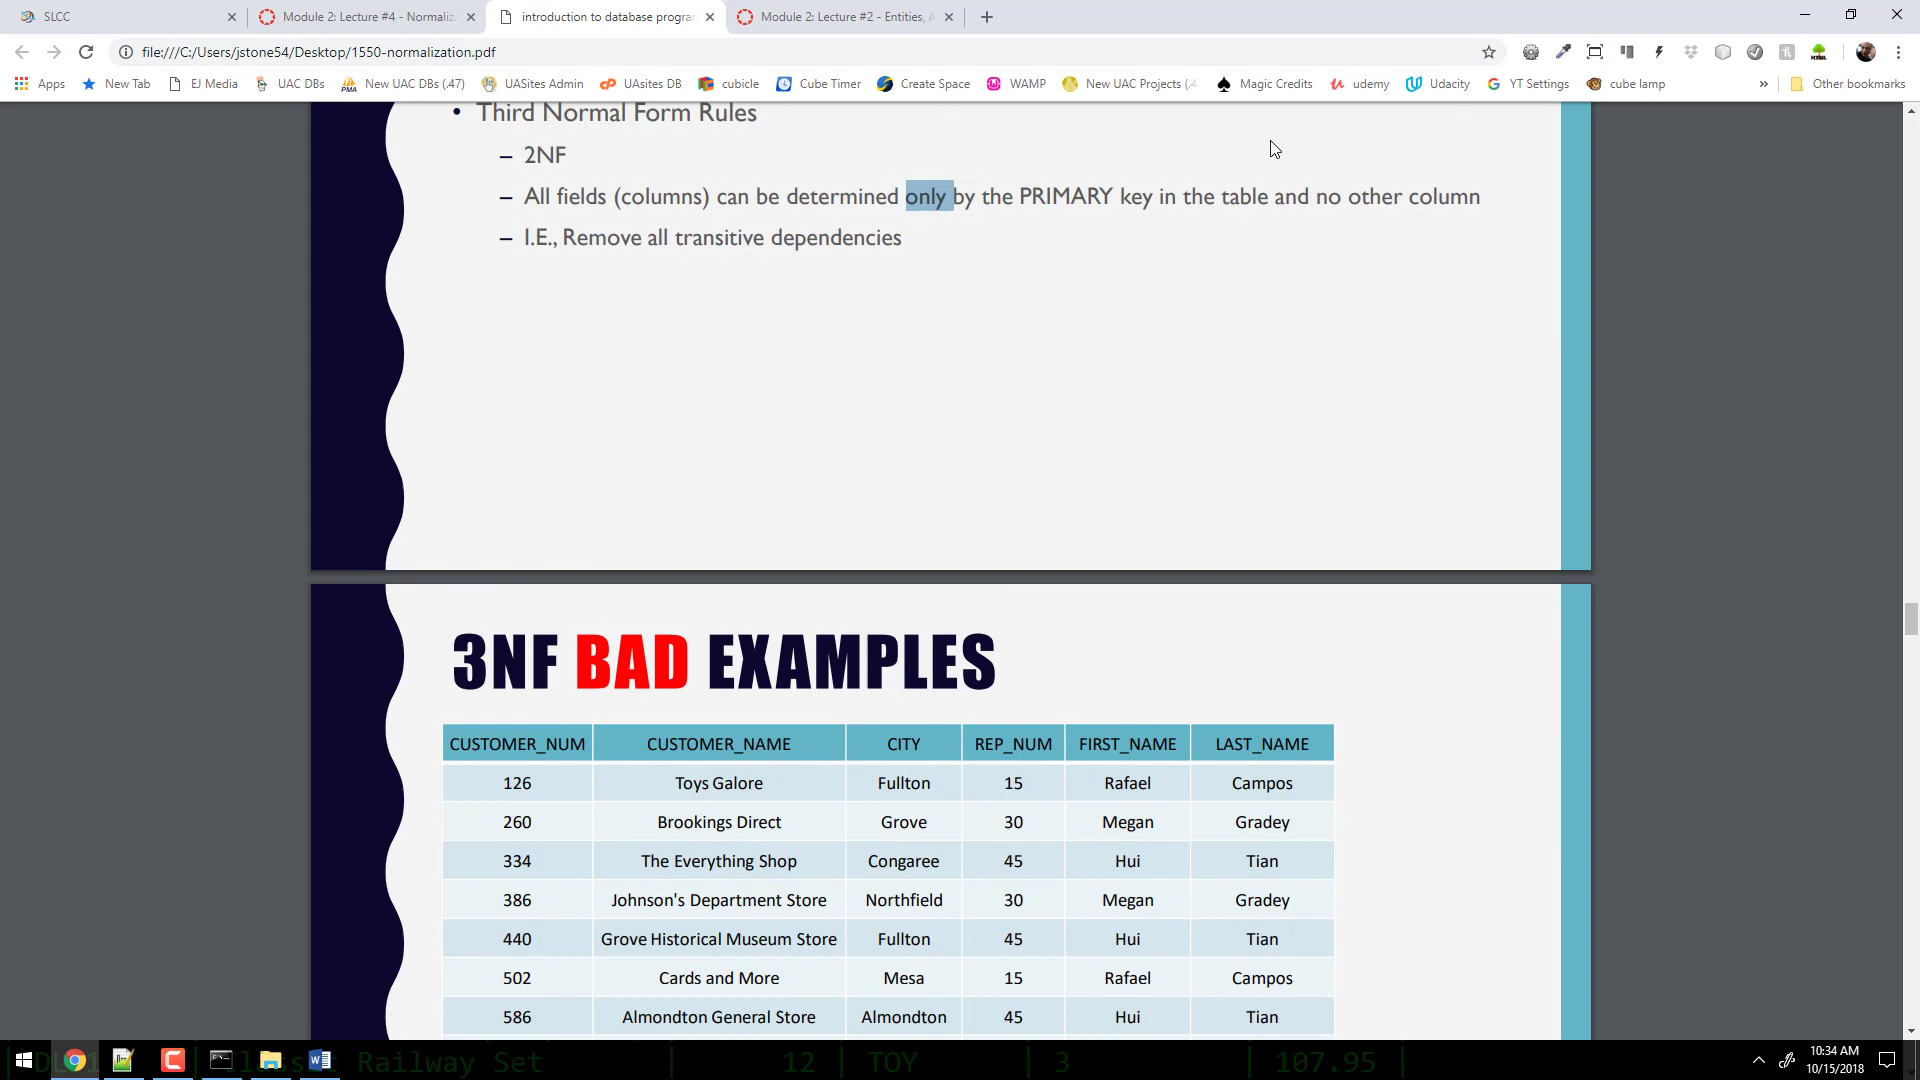 SLCC
Module 2: Lecture #4 - Normaliz
introduction to database progran
Module 2: Lecture #2 - Entities, A
file:///C:/Users/jstone54/Desktop/1550-normalization.pdf
Apps
New Tab
EJ Media
UAC DBs
New UAC DBs (.47)
UASites Admin
UAsites DB
cubicle
Cube Timer
Create Space
WAMP
New UAC Projects (.4
Magic Credits
udemy
Udacity
YT Settings
cube lamp
»
Other bookmarks
• Third Normal Form Rules
– 2NF
– All fields (columns) can be determined only by the PRIMARY key in the table and no other column
– I.E., Remove all transitive dependencies
3NF BAD EXAMPLES
CUSTOMER_NUM CUSTOMER_NAME CITY REP_NUM FIRST_NAME LAST_NAME
126 Toys Galore Fullton 15 Rafael Campos
260 Brookings Direct Grove 30 Megan Gradey
334 The Everything Shop Congaree 45 Hui Tian
386 Johnson's Department Store Northfield 30 Megan Gradey
440 Grove Historical Museum Store Fullton 45 Hui Tian
502 Cards and More Mesa 15 Rafael Campos
586 Almondton General Store Almondton 45 Hui Tian
Railway Set | 12 | TOY | 3 | 107.95 |
10:34 AM
10/15/2018